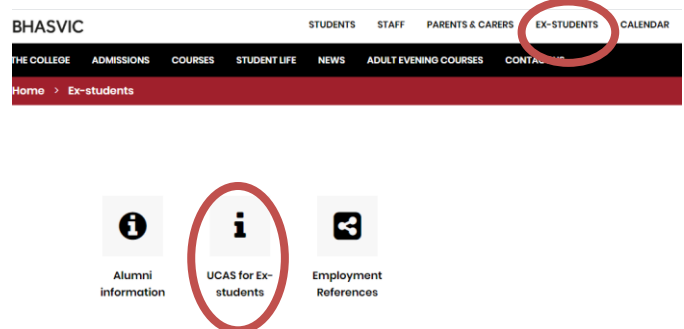 BHASVIC STUDENTS STAFF PARENTS & CARERS EX-STUDENTS CALENDAR
THE COLLEGE ADMISSIONS COURSES STUDENT LIFE NEWS ADULT EVENING COURSES
Home > Ex-students
Alumni
information
UCAS for Ex-
students
Employment
References